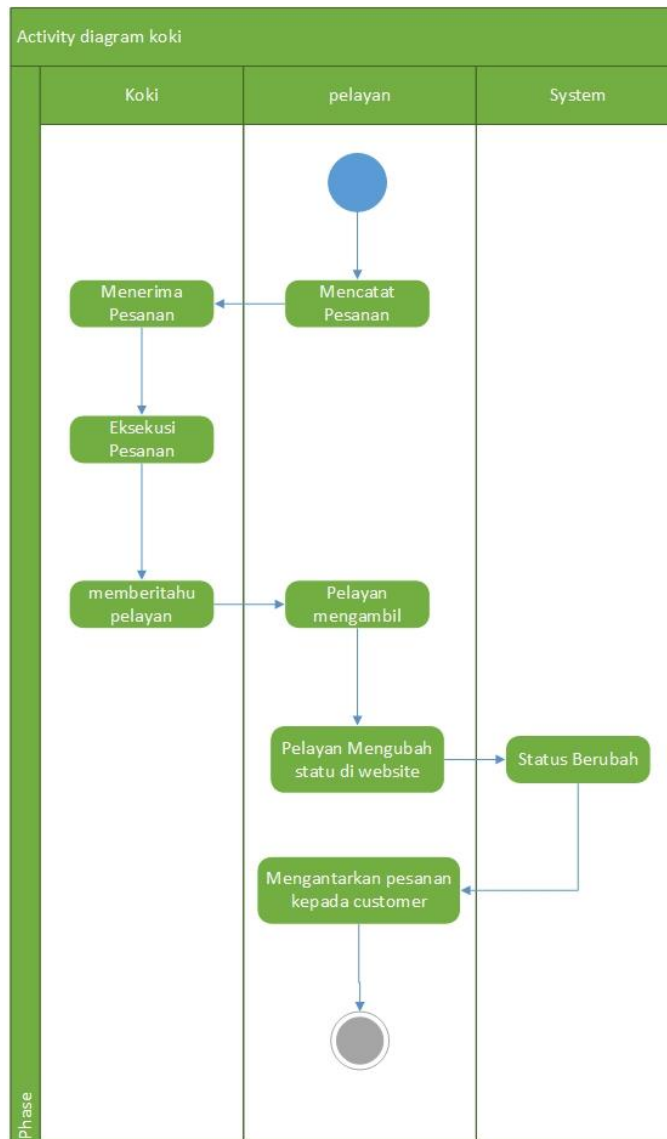 Activity diagram koki
Koki
pelayan
System
Mencatat
Pesanan
Menerima
Pesanan
Eksekusi
Pesanan
memberitahu
pelayan
Pelayan
mengambil
Pelayan Mengubah
statu di website
Status Berubah
Mengantarkan pesanan
kepada customer
Phase